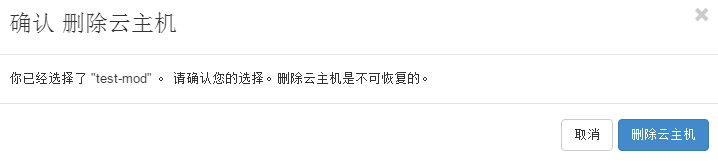 确认 删除云主机
你已经选择了 "test-mod" 。 请确认您的选择。删除云主机是不可恢复的。
取消 删除云主机